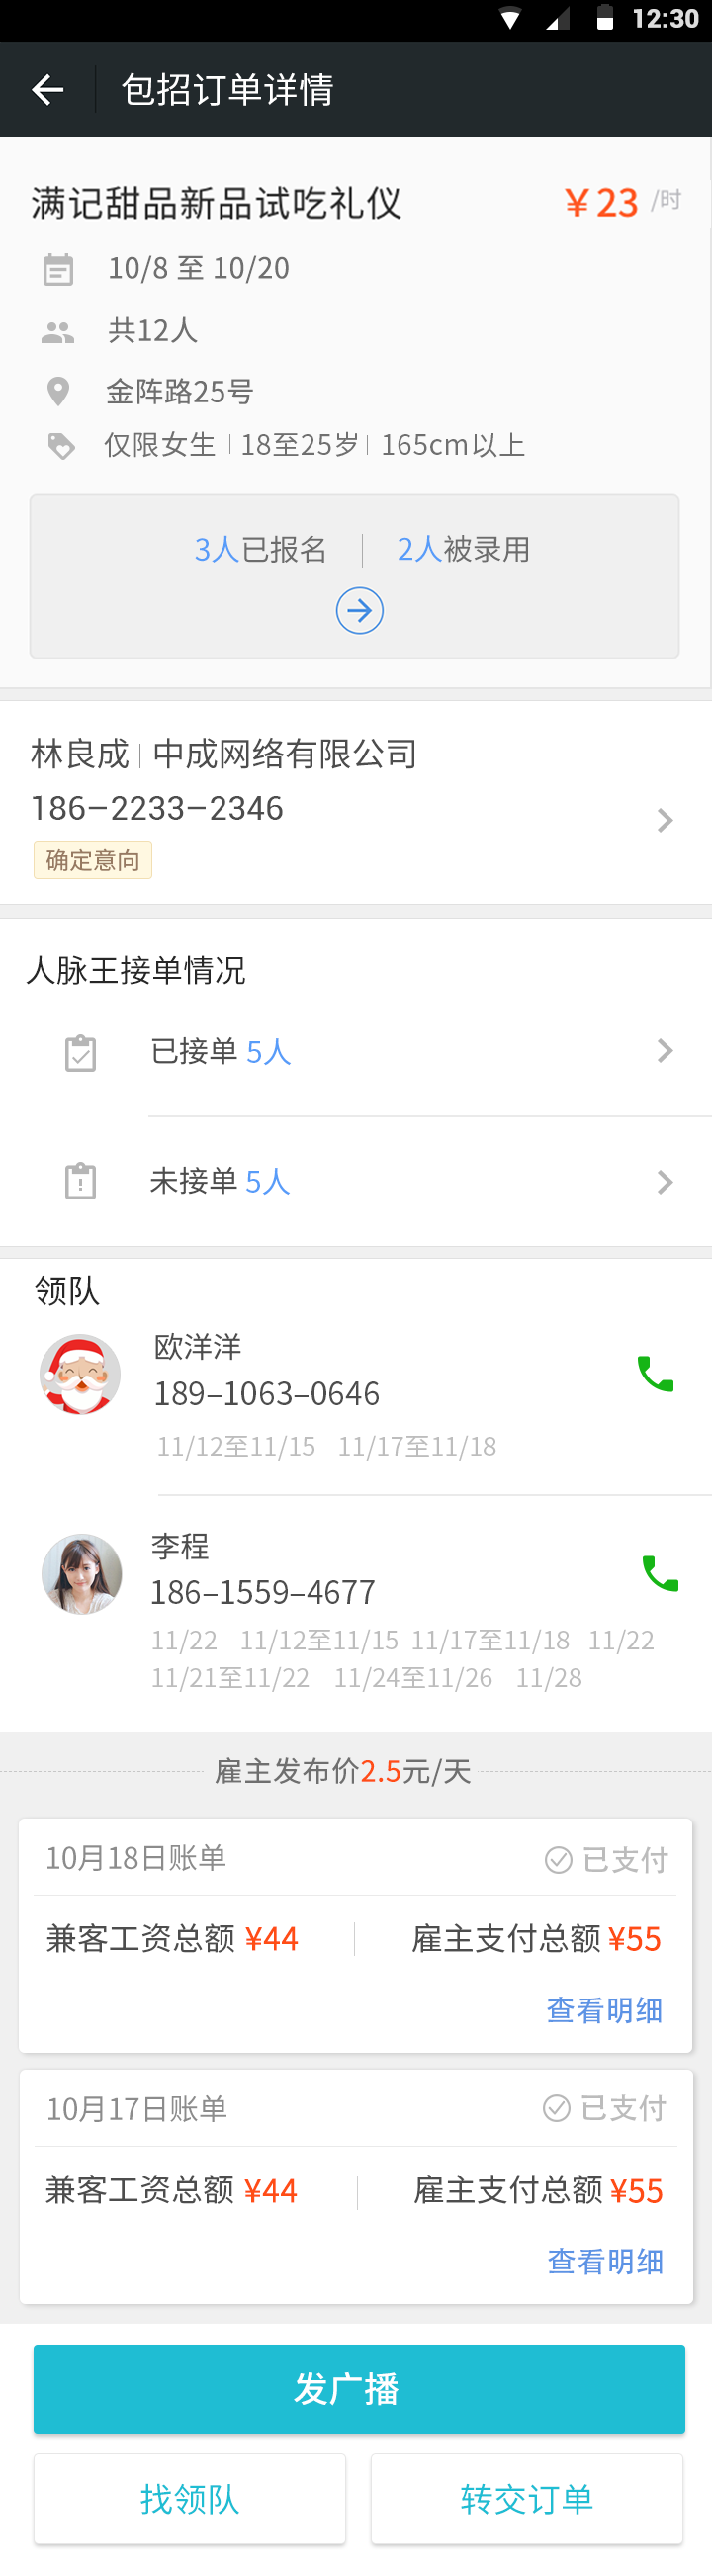 12:30
包招订单详情
满记甜品新品试吃礼仪 ¥23 /时
10/8 至 10/20
共12人
金阵路25号
仅限女生 | 18至25岁 | 165cm以上
3人已报名 | 2人被录用
林良成 | 中成网络有限公司
186-2233-2346
确定意向
人脉王接单情况
已接单 5人
未接单 5人
领队
欧洋洋
189-1063-0646
11/12至11/15 11/17至11/18
李程
186-1559-4677
11/22 11/12至11/15 11/17至11/18 11/22
11/21至11/22 11/24至11/26 11/28
雇主发布价2.5元/天
10月18日账单 已支付
兼客工资总额 ¥44 | 雇主支付总额 ¥55
查看明细
10月17日账单 已支付
兼客工资总额 ¥44 | 雇主支付总额 ¥55
查看明细
发广播
找领队 转交订单